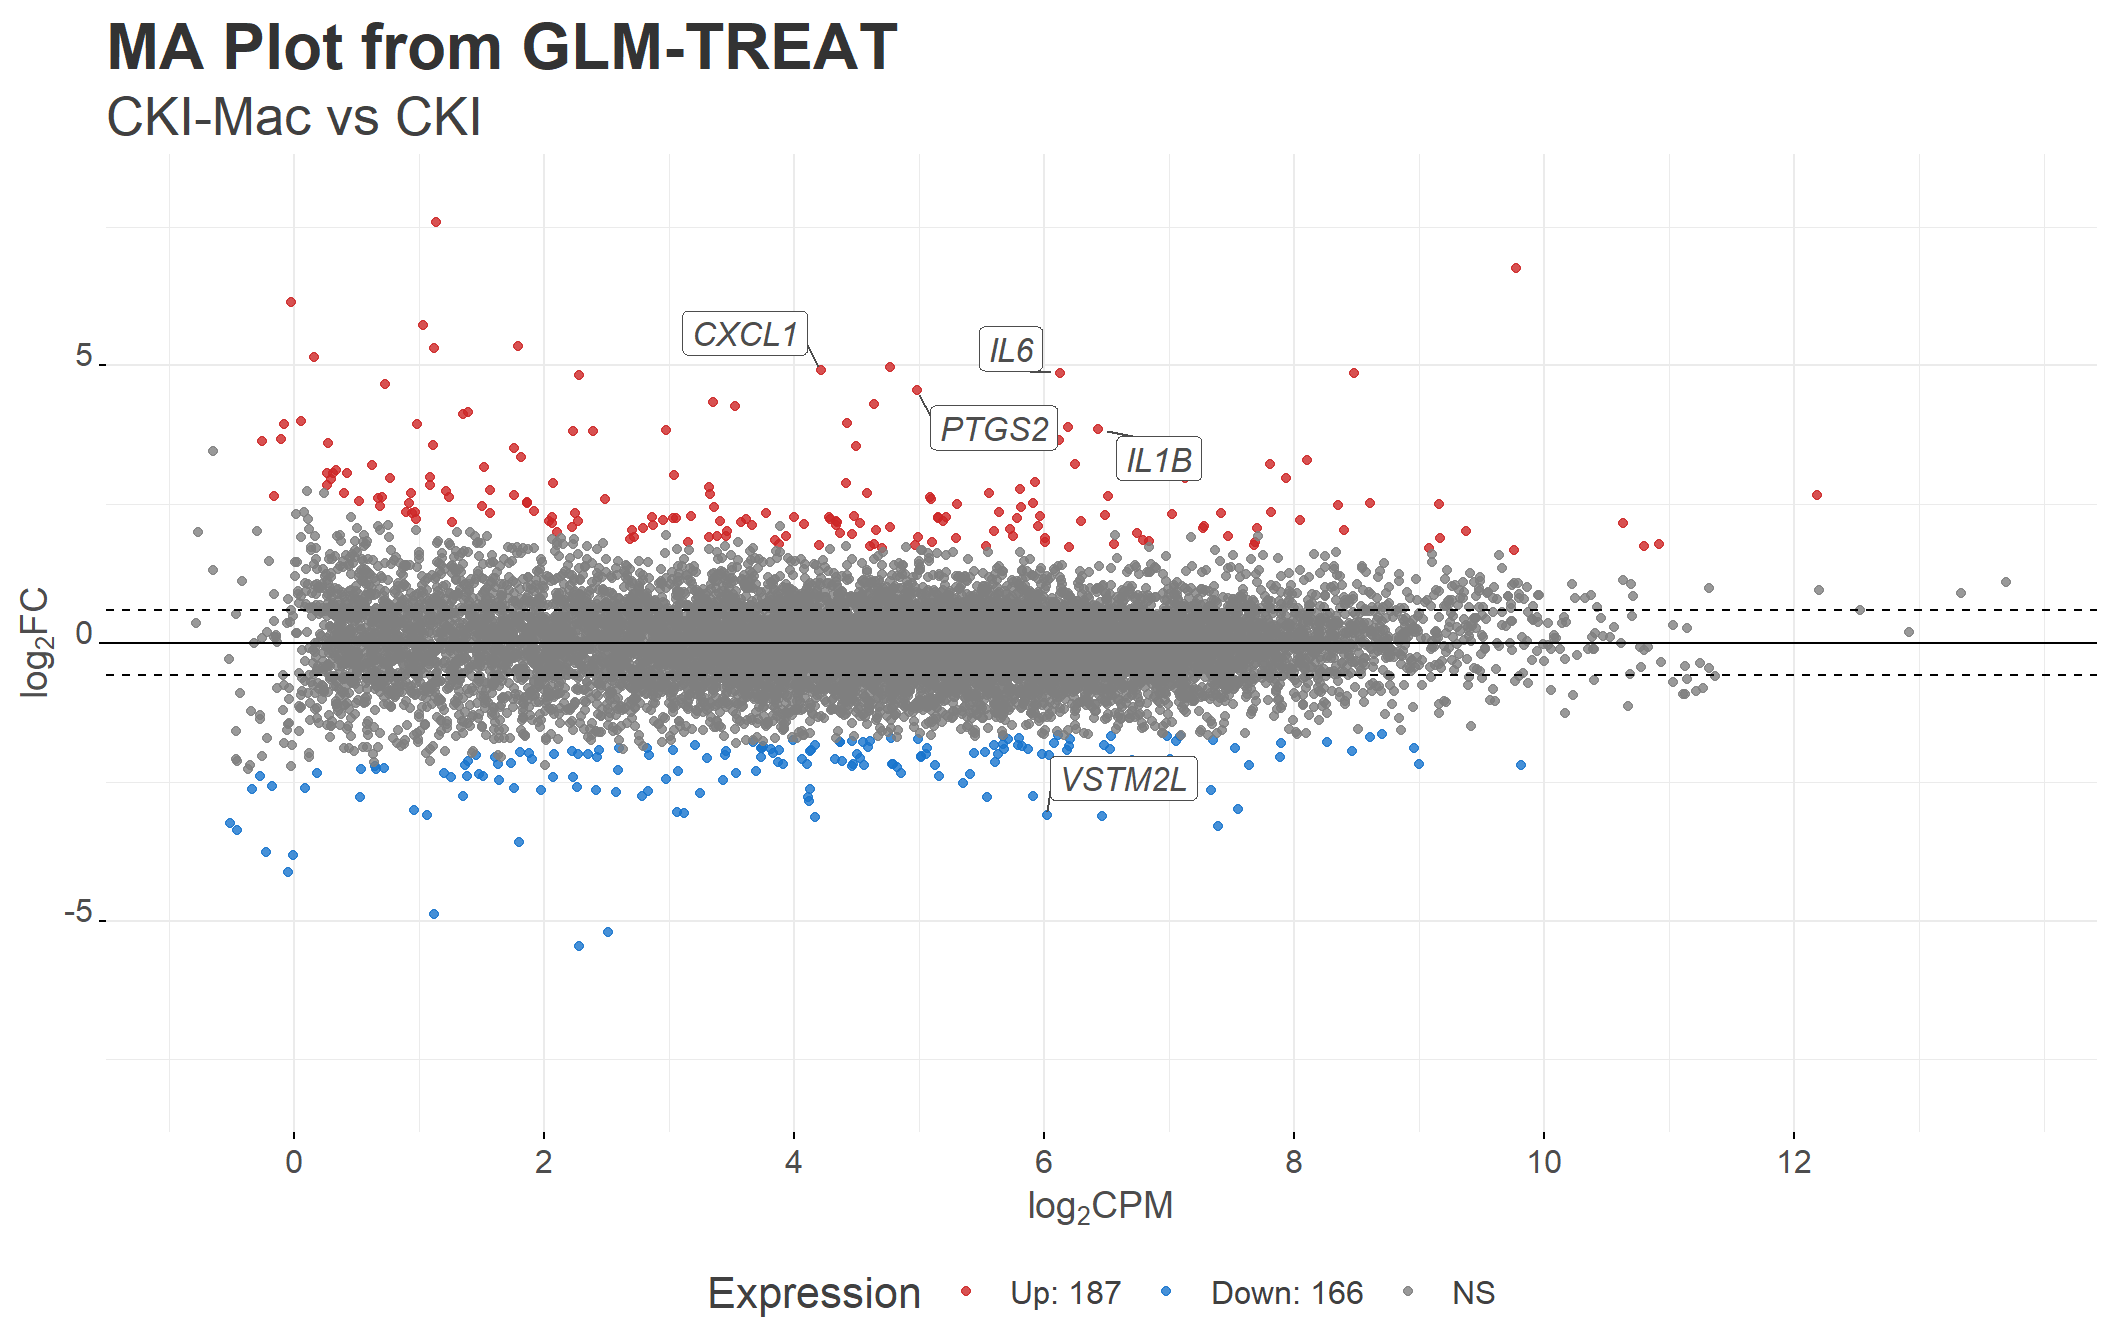 MA Plot from GLM-TREAT
CKI-Mac vs CKI
CXCL1
IL6
PTGS2
IL1B
VSTM2L
5
0
-5
log₂FC
0 2 4 6 8 10 12
log₂CPM
Expression Up: 187 Down: 166 NS